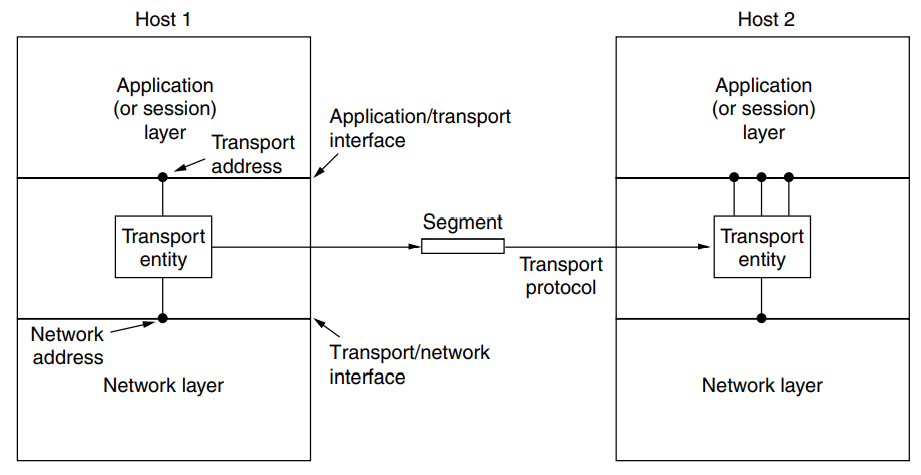 Host 1
Host 2
Application
(or session)
layer
Transport
address
Application/transport
interface
Application
(or session)
layer
Transport
entity
Segment
Transport
protocol
Transport
entity
Network
address
Transport/network
interface
Network layer
Network layer